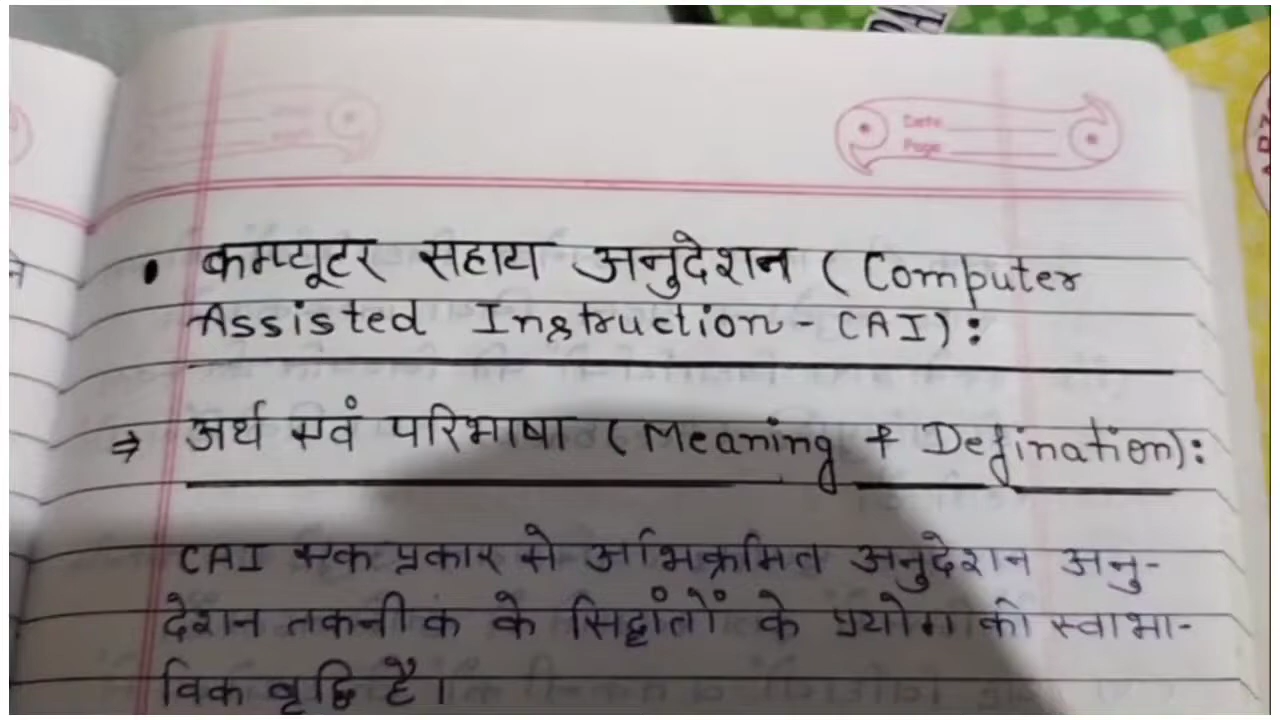 Date
Page
• कम्प्यूटर सहाय अनुदेशन ( Computer
Assisted Instruction - CAI ) :
⇒ अर्थ एवं परिभाषा ( Meaning & Defination) :
CAI एक प्रकार से अभिक्रमित अनुदेशन अनु-
देशन तकनीकं के सिद्धांतों के प्रयोग की स्वाभा-
विक वृद्धि है।